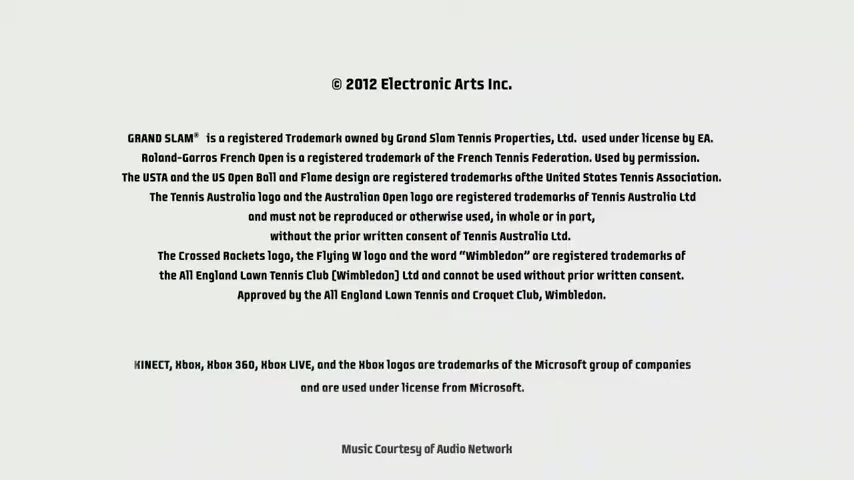 © 2012 Electronic Arts Inc.
GRAND SLAM® is a registered Trademark owned by Grand Slam Tennis Properties, Ltd. used under license by EA.
Roland-Garros French Open is a registered trademark of the French Tennis Federation. Used by permission.
The USTA and the US Open Ball and Flame design are registered trademarks ofthe United States Tennis Association.
The Tennis Australia logo and the Australian Open logo are registered trademarks of Tennis Australia Ltd
and must not be reproduced or otherwise used, in whole or in part,
without the prior written consent of Tennis Australia Ltd.
The Crossed Rackets logo, the Flying W logo and the word “Wimbledon” are registered trademarks of
the All England Lawn Tennis Club (Wimbledon) Ltd and cannot be used without prior written consent.
Approved by the All England Lawn Tennis and Croquet Club, Wimbledon.
KINECT, Xbox, Xbox 360, Xbox LIVE, and the Xbox logos are trademarks of the Microsoft group of companies
and are used under license from Microsoft.
Music Courtesy of Audio Network